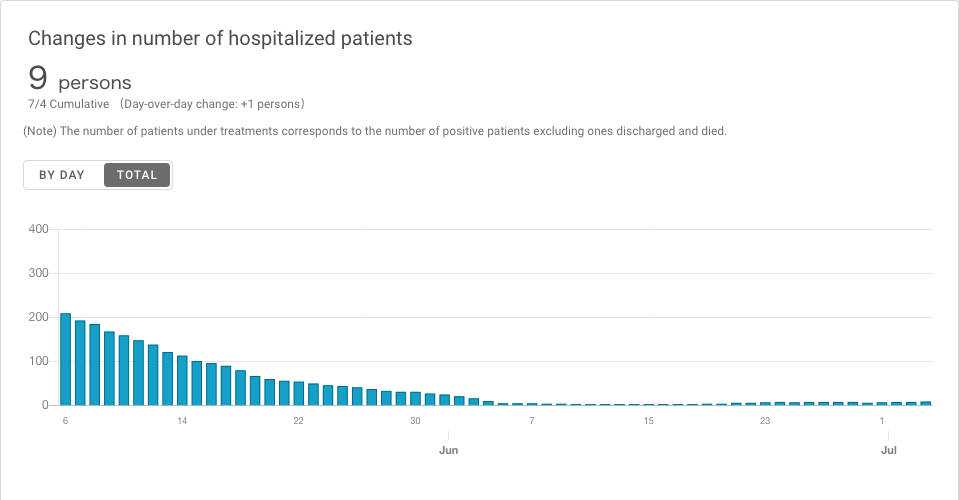 Changes in number of hospitalized patients
9 persons
7/4 Cumulative （Day-over-day change: +1 persons）
(Note) The number of patients under treatments corresponds to the number of positive patients excluding ones discharged and died.
BY DAY TOTAL
400
300
200
100
0
6 14 22 30 7 15 23 1
Jun Jul